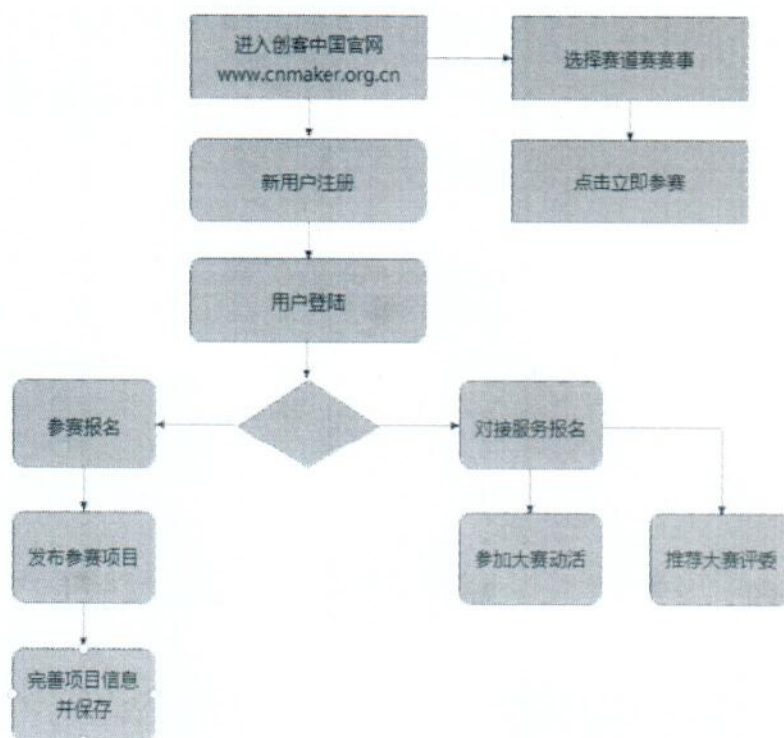 进入创客中国官网
www.cnmaker.org.cn
选择赛道赛赛事
新用户注册
点击立即参赛
用户登陆
参赛报名
对接服务报名
发布参赛项目
参加大赛动活
推荐大赛评委
完善项目信息
并保存